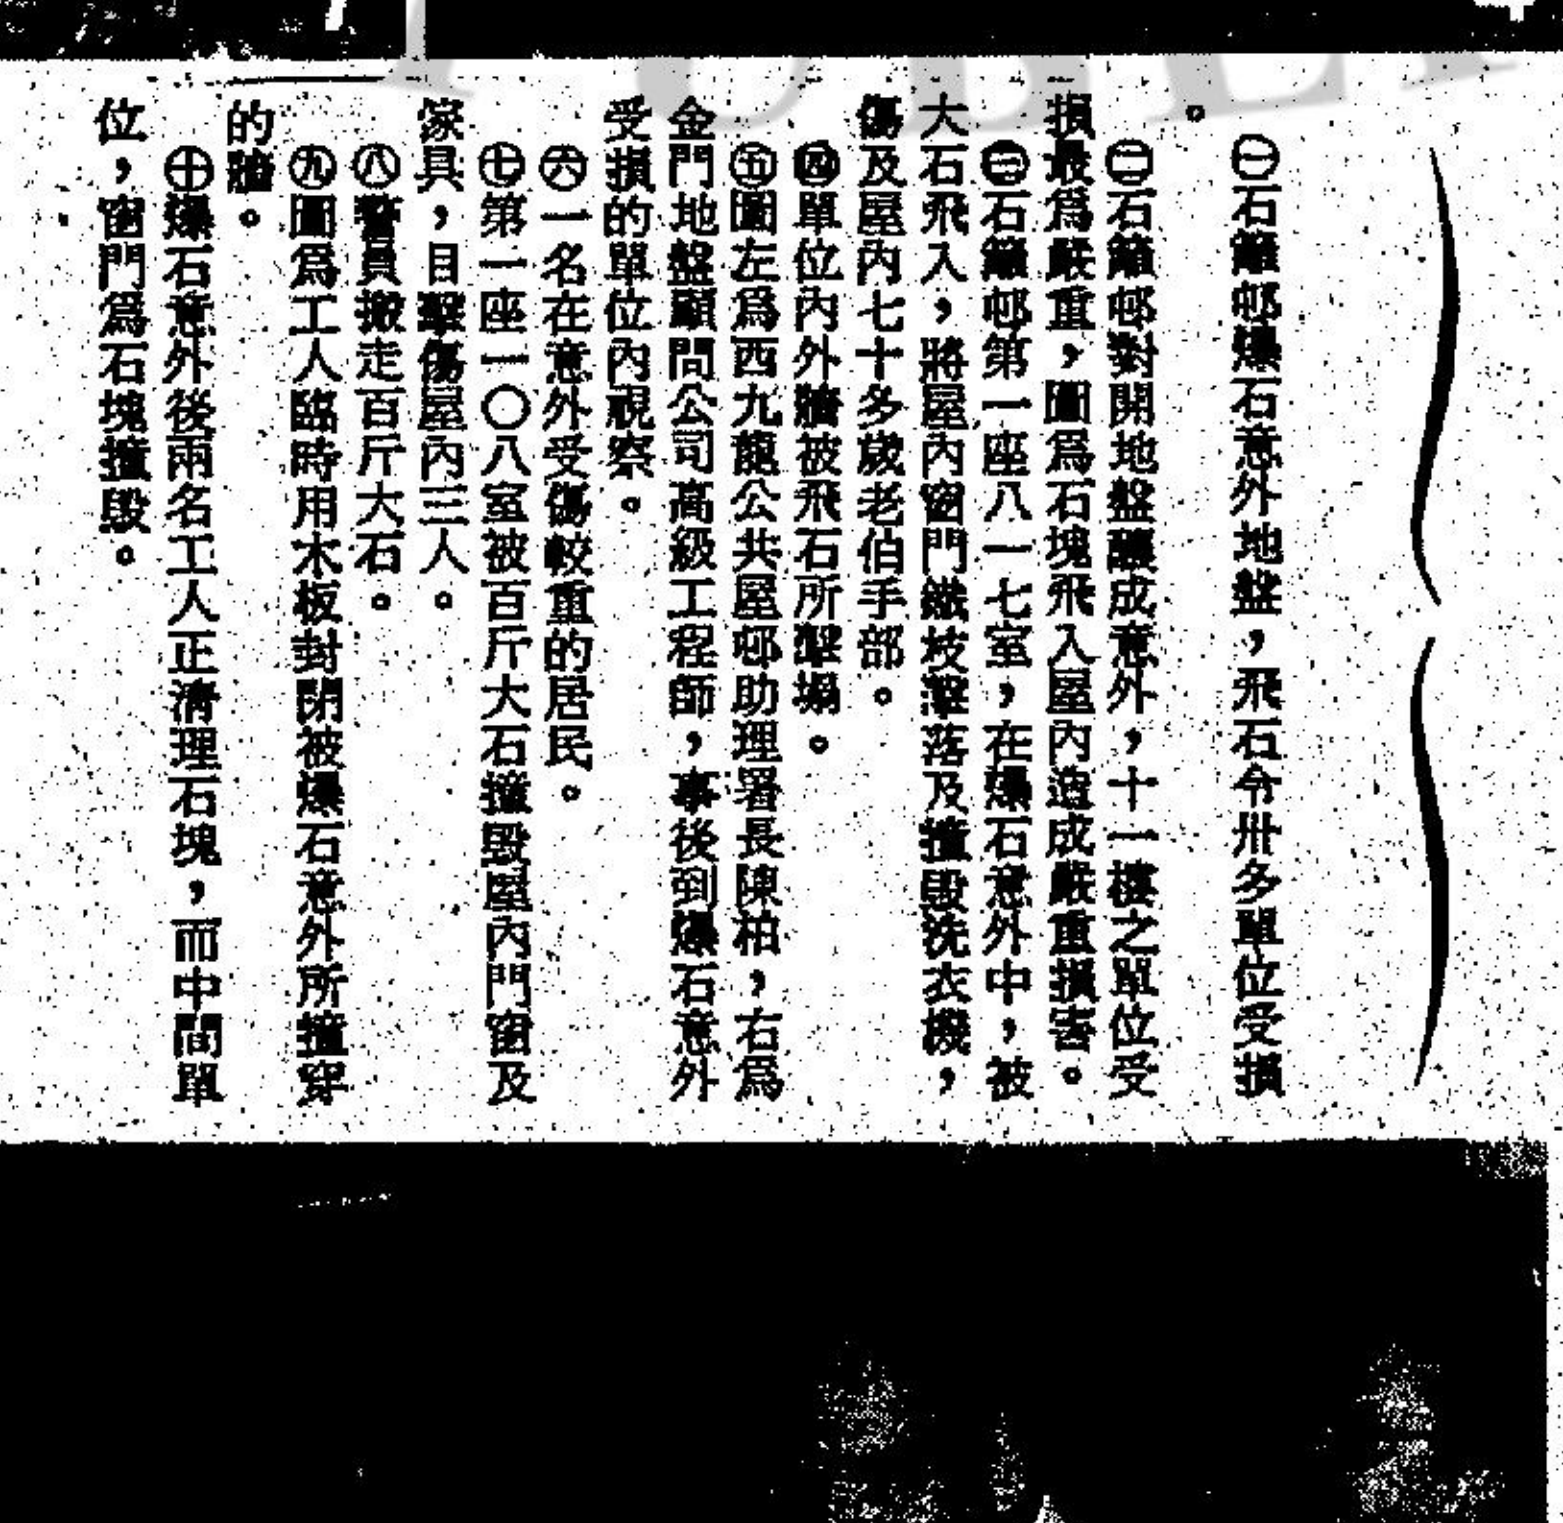 ㊀石籬邨爆石意外地盤，飛石令卅多單位受損
。
㊁石籬邨對開地盤釀成意外，十一樓之單位受
損最爲嚴重，圖爲石塊飛入屋內造成嚴重損害。
㊂石籬邨第一座八一七室，在爆石意外中，被
大石飛入，將屋內窗門鐵枝擊落及撞毀洗衣機，
傷及屋內七十多歲老伯手部。
㊃單位內外牆被飛石所擊塌。
㊄圖左爲西九龍公共屋邨助理署長陳柏，右爲
金門地盤顧問公司高級工程師，事後到爆石意外
受損的單位內視察。
㊅一名在意外受傷較重的居民。
㊆第一座一〇八室被百斤大石撞毀屋內門窗及
傢具，目擊傷屋內三人。
㊇警員搬走百斤大石。
㊈圖爲工人臨時用木板封閉被爆石意外所撞穿
的牆。
㊉爆石意外後兩名工人正清理石塊，而中間單
位，窗門爲石塊撞毀。